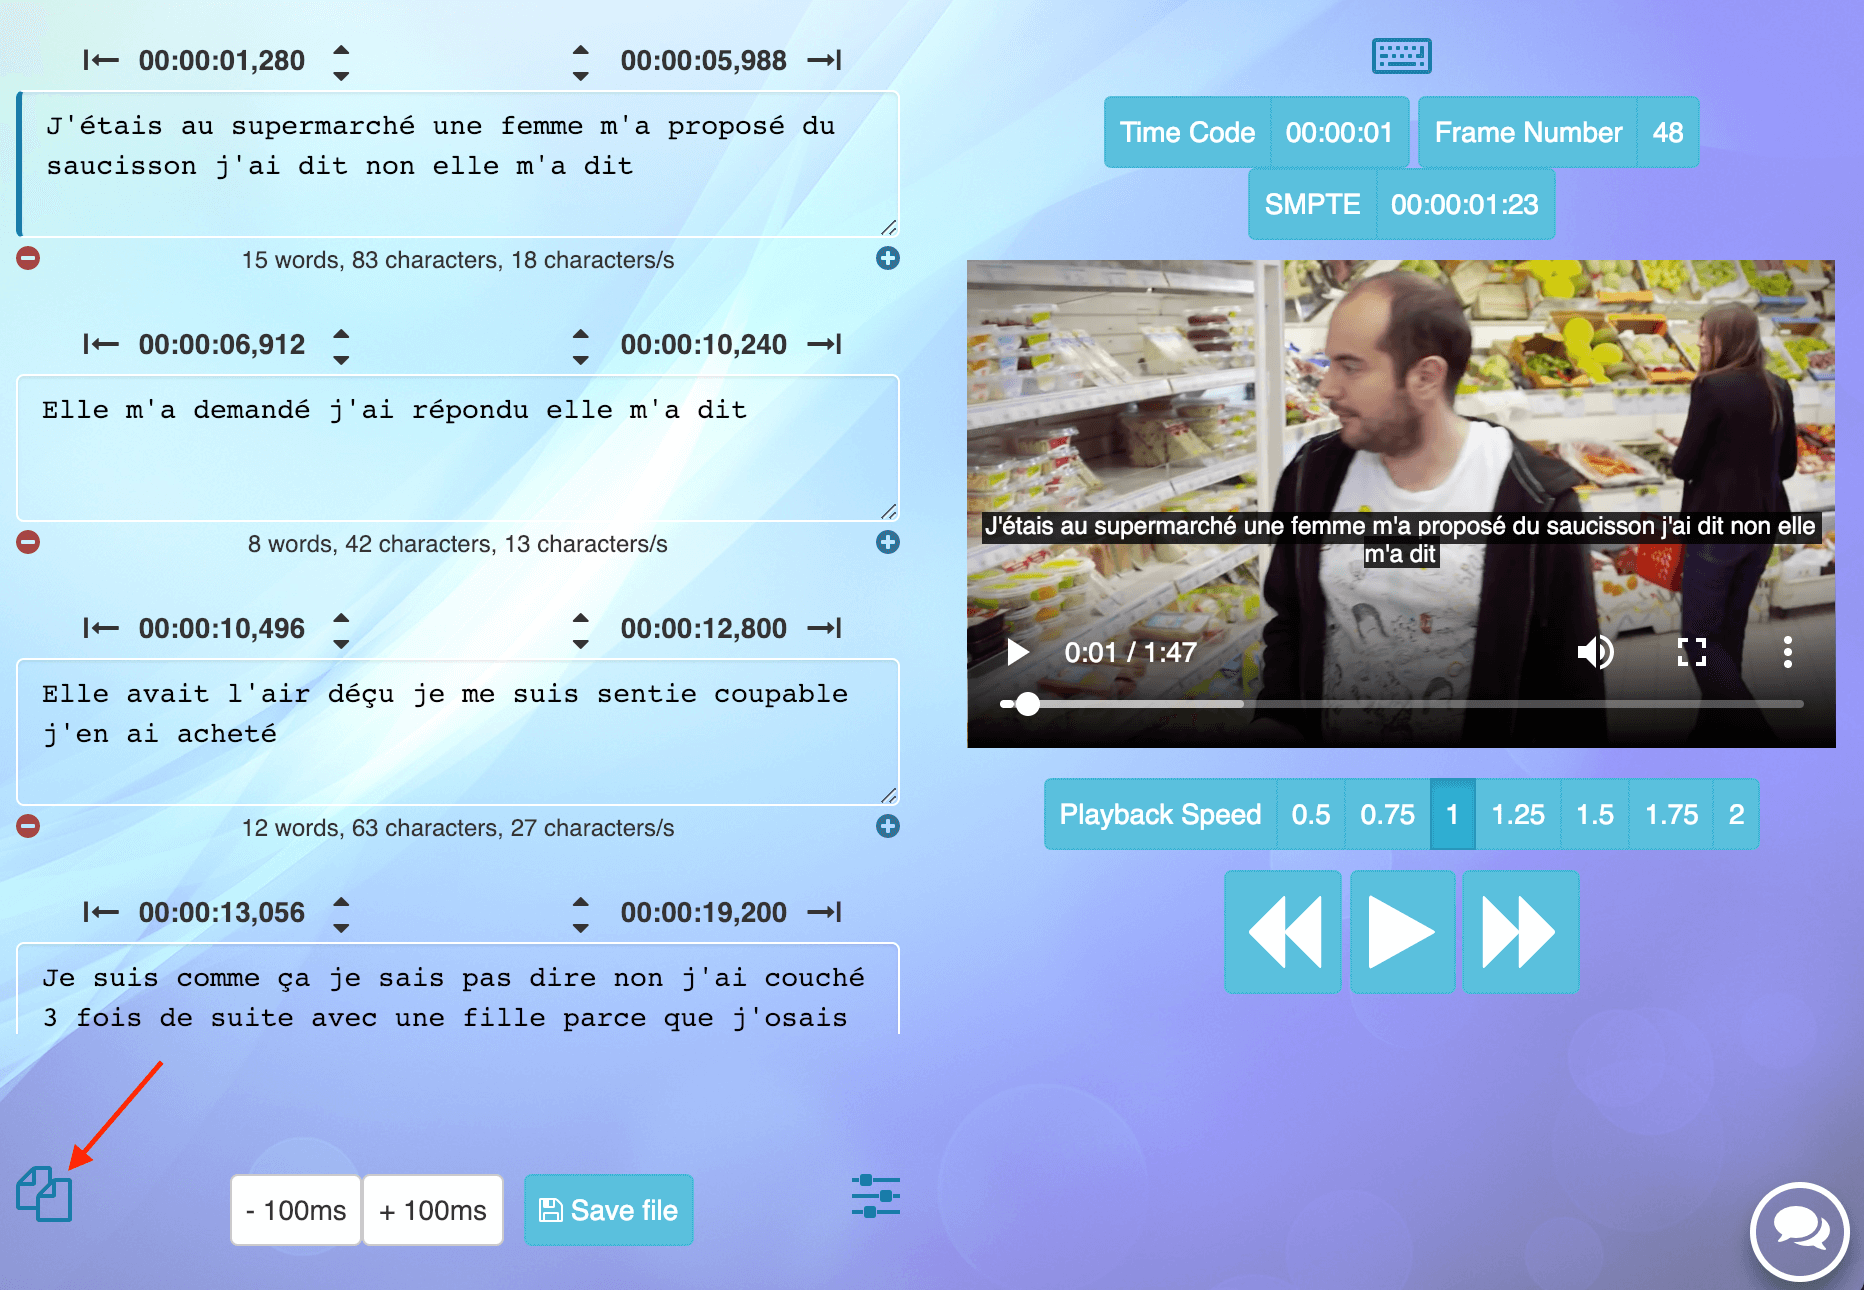 00:00:01,280
00:00:05,988
J'étais au supermarché une femme m'a proposé du
saucisson j'ai dit non elle m'a dit
15 words, 83 characters, 18 characters/s
00:00:06,912
00:00:10,240
Elle m'a demandé j'ai répondu elle m'a dit
8 words, 42 characters, 13 characters/s
00:00:10,496
00:00:12,800
Elle avait l'air déçu je me suis sentie coupable
j'en ai acheté
12 words, 63 characters, 27 characters/s
00:00:13,056
00:00:19,200
Je suis comme ça je sais pas dire non j'ai couché
3 fois de suite avec une fille parce que j'osais
- 100ms
+ 100ms
Save file
Time Code 00:00:01
Frame Number 48
SMPTE 00:00:01:23
J'étais au supermarché une femme m'a proposé du saucisson j'ai dit non elle
m'a dit
0:01 / 1:47
Playback Speed 0.5 0.75 1 1.25 1.5 1.75 2